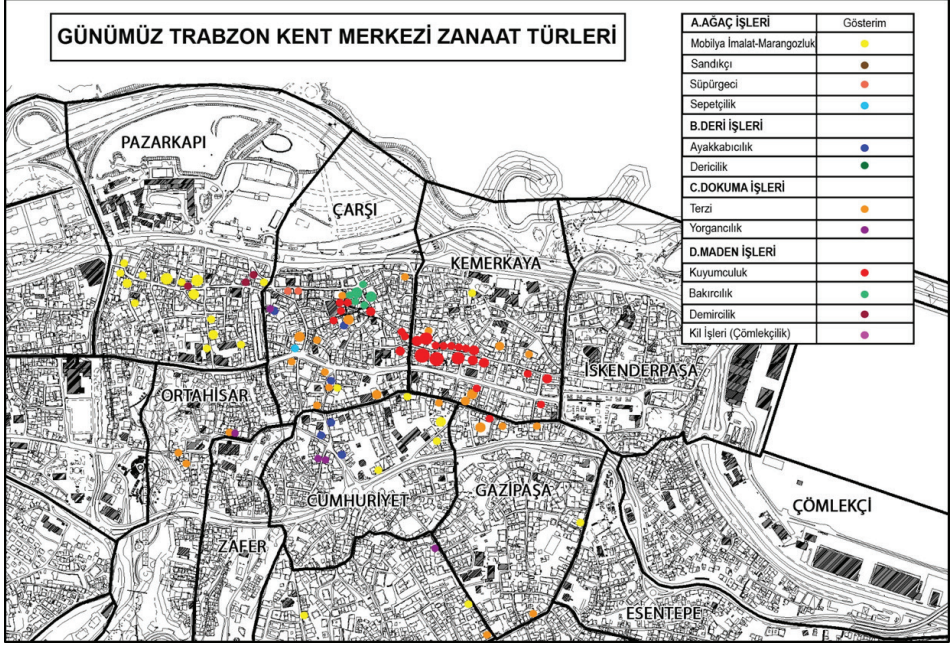 GÜNÜMÜZ TRABZON KENT MERKEZİ ZANAAT TÜRLERİ
A.AĞAÇ İŞLERİ Gösterim
Mobilya İmalat-Marangozluk
Sandıkçı
Süpürgeci
Sepetçilik
B.DERİ İŞLERİ
Ayakkabıcılık
Dericilik
C.DOKUMA İŞLERİ
Terzi
Yorgancılık
D.MADEN İŞLERİ
Kuyumculuk
Bakırcılık
Demircilik
Kil İşleri (Çömlekçilik)
PAZARKAPI
ÇARŞI
KEMERKAYA
İSKENDERPAŞA
ORTAHİSAR
CUMHURİYET
GAZİPAŞA
ÇÖMLEKÇİ
ZAFER
ESENTEPE